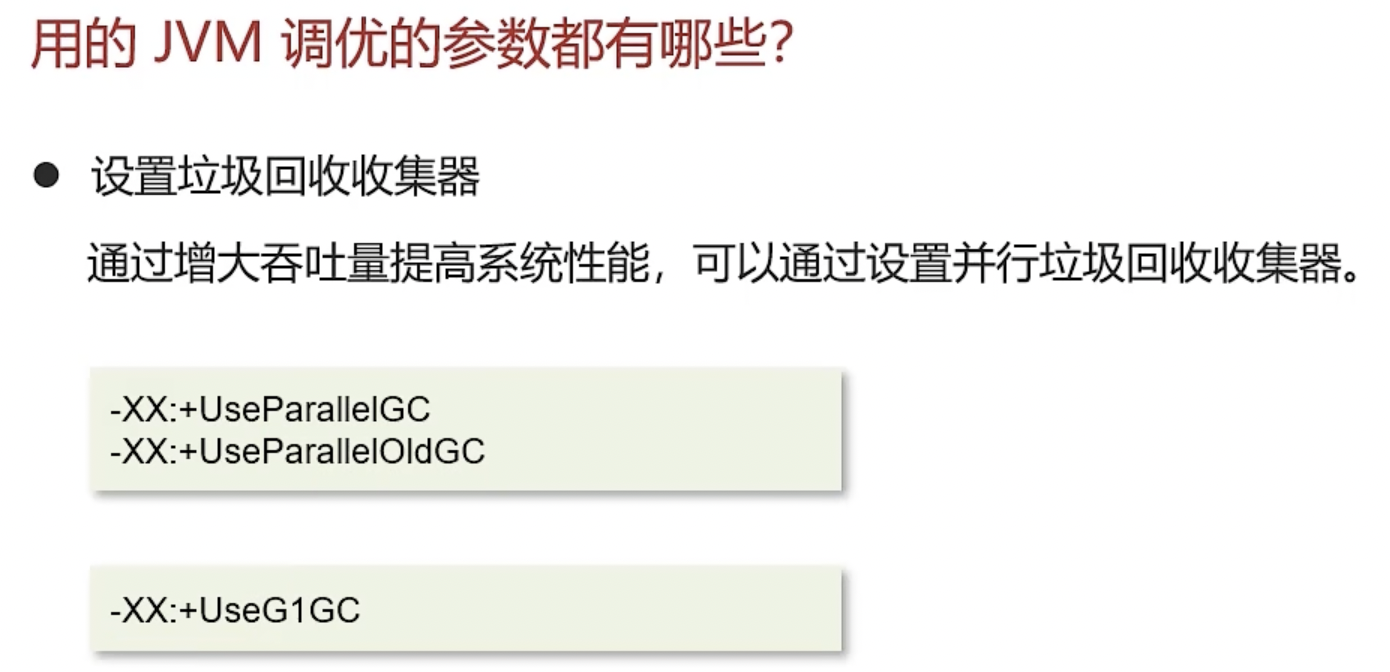 用的 JVM 调优的参数都有哪些？
● 设置垃圾回收收集器
通过增大吞吐量提高系统性能，可以通过设置并行垃圾回收收集器。
-XX:+UseParallelGC
-XX:+UseParallelOldGC
-XX:+UseG1GC